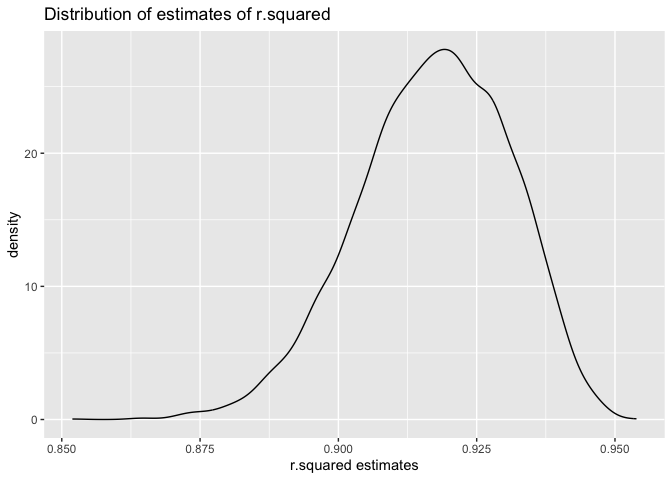 Distribution of estimates of r.squared
density
20
10
0
0.850 0.875 0.900 0.925 0.950
r.squared estimates